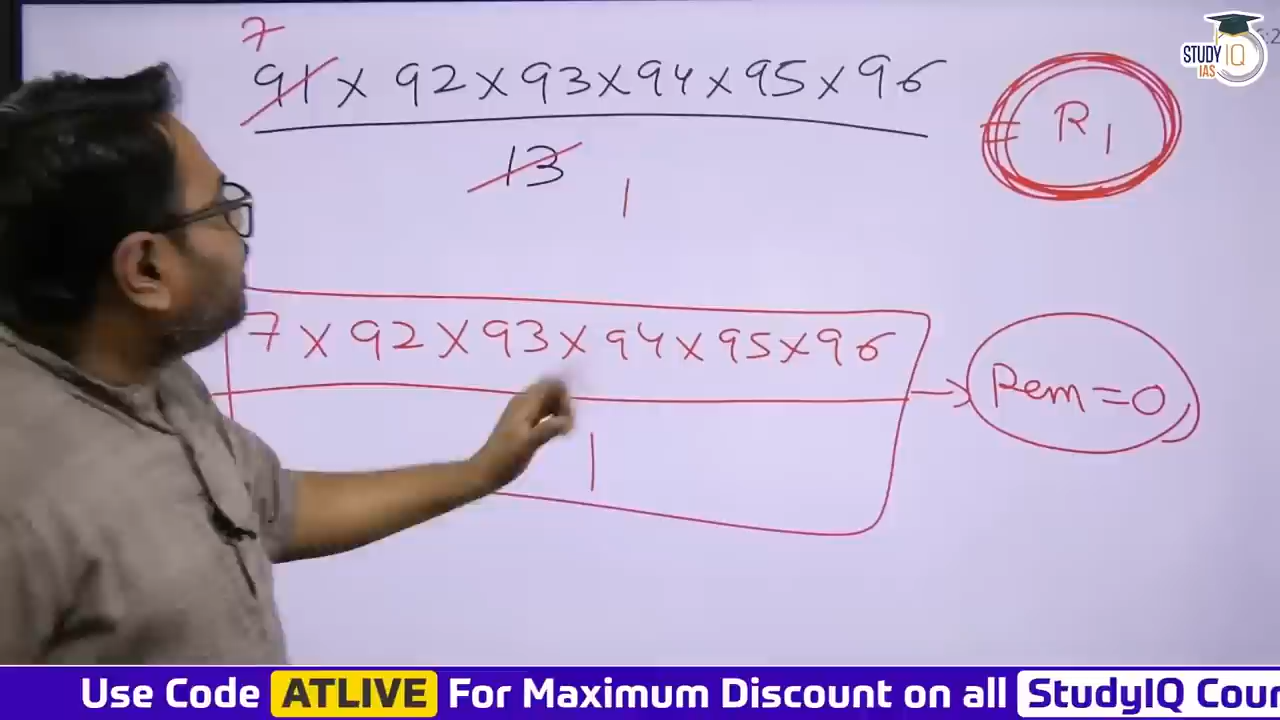 7
91 × 92 × 93 × 94 × 95 × 96
13
1
R1
STUDY IQ
IAS
7 × 92 × 93 × 94 × 95 × 96
1
Rem = 0
Use Code ATLIVE For Maximum Discount on all StudyIQ Cour